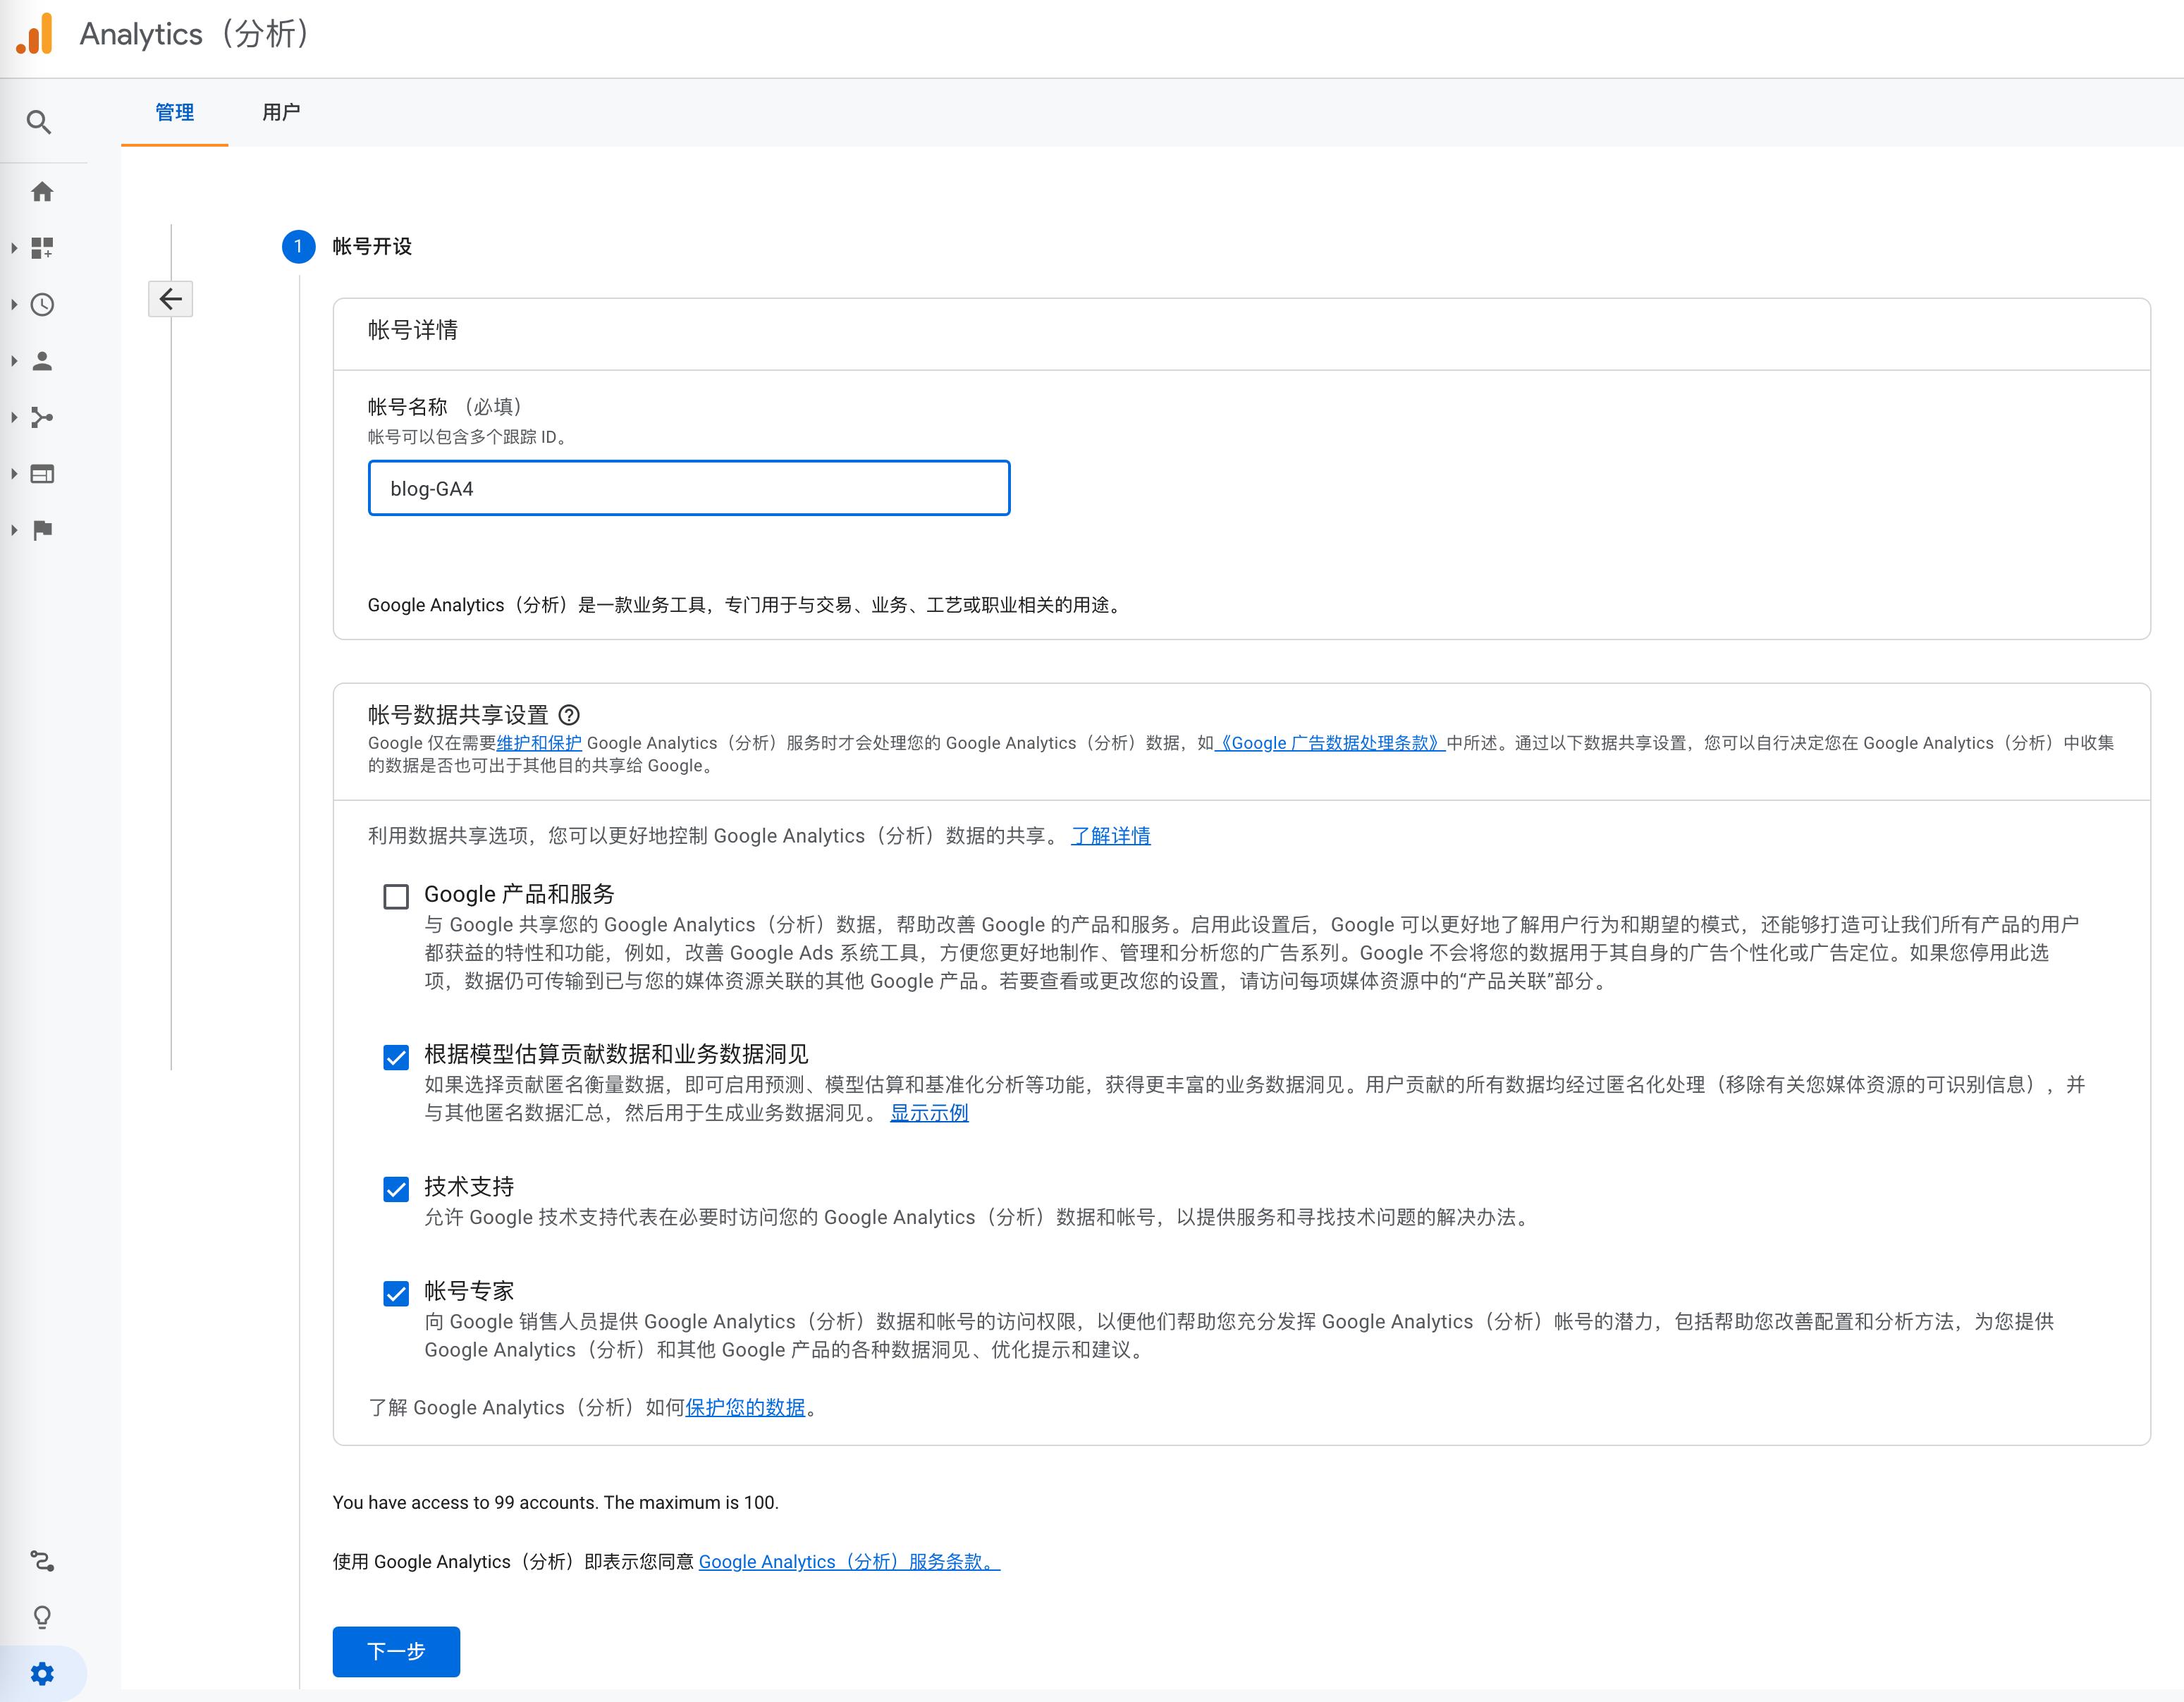 Analytics（分析）
管理
用户
1
帐号开设
帐号详情
帐号名称 （必填）
帐号可以包含多个跟踪 ID。
blog-GA4
Google Analytics（分析）是一款业务工具，专门用于与交易、业务、工艺或职业相关的用途。
帐号数据共享设置
Google 仅在需要维护和保护 Google Analytics（分析）服务时才会处理您的 Google Analytics（分析）数据，如《Google 广告数据处理条款》中所述。通过以下数据共享设置，您可以自行决定您在 Google Analytics（分析）中收集
的数据是否也可出于其他目的共享给 Google。
利用数据共享选项，您可以更好地控制 Google Analytics（分析）数据的共享。 了解详情
Google 产品和服务
与 Google 共享您的 Google Analytics（分析）数据，帮助改善 Google 的产品和服务。启用此设置后，Google 可以更好地了解用户行为和期望的模式，还能够打造可让我们所有产品的用户
都获益的特性和功能，例如，改善 Google Ads 系统工具，方便您更好地制作、管理和分析您的广告系列。Google 不会将您的数据用于其自身的广告个性化或广告定位。如果您停用此选
项，数据仍可传输到已与您的媒体资源关联的其他 Google 产品。若要查看或更改您的设置，请访问每项媒体资源中的“产品关联”部分。
根据模型估算贡献数据和业务数据洞见
如果选择贡献匿名衡量数据，即可启用预测、模型估算和基准化分析等功能，获得更丰富的业务数据洞见。用户贡献的所有数据均经过匿名化处理（移除有关您媒体资源的可识别信息），并
与其他匿名数据汇总，然后用于生成业务数据洞见。 显示示例
技术支持
允许 Google 技术支持代表在必要时访问您的 Google Analytics（分析）数据和帐号，以提供服务和寻找技术问题的解决办法。
帐号专家
向 Google 销售人员提供 Google Analytics（分析）数据和帐号的访问权限，以便他们帮助您充分发挥 Google Analytics（分析）帐号的潜力，包括帮助您改善配置和分析方法，为您提供
Google Analytics（分析）和其他 Google 产品的各种数据洞见、优化提示和建议。
了解 Google Analytics（分析）如何保护您的数据。
You have access to 99 accounts. The maximum is 100.
使用 Google Analytics（分析）即表示您同意 Google Analytics（分析）服务条款。
下一步